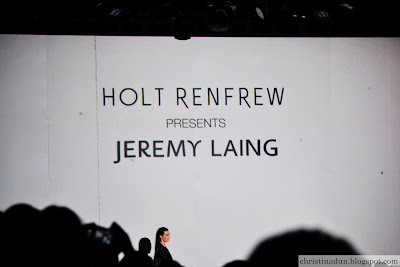 HOLT RENFREW
PRESENTS
JEREMY LAING
christinadun.blogspot.com